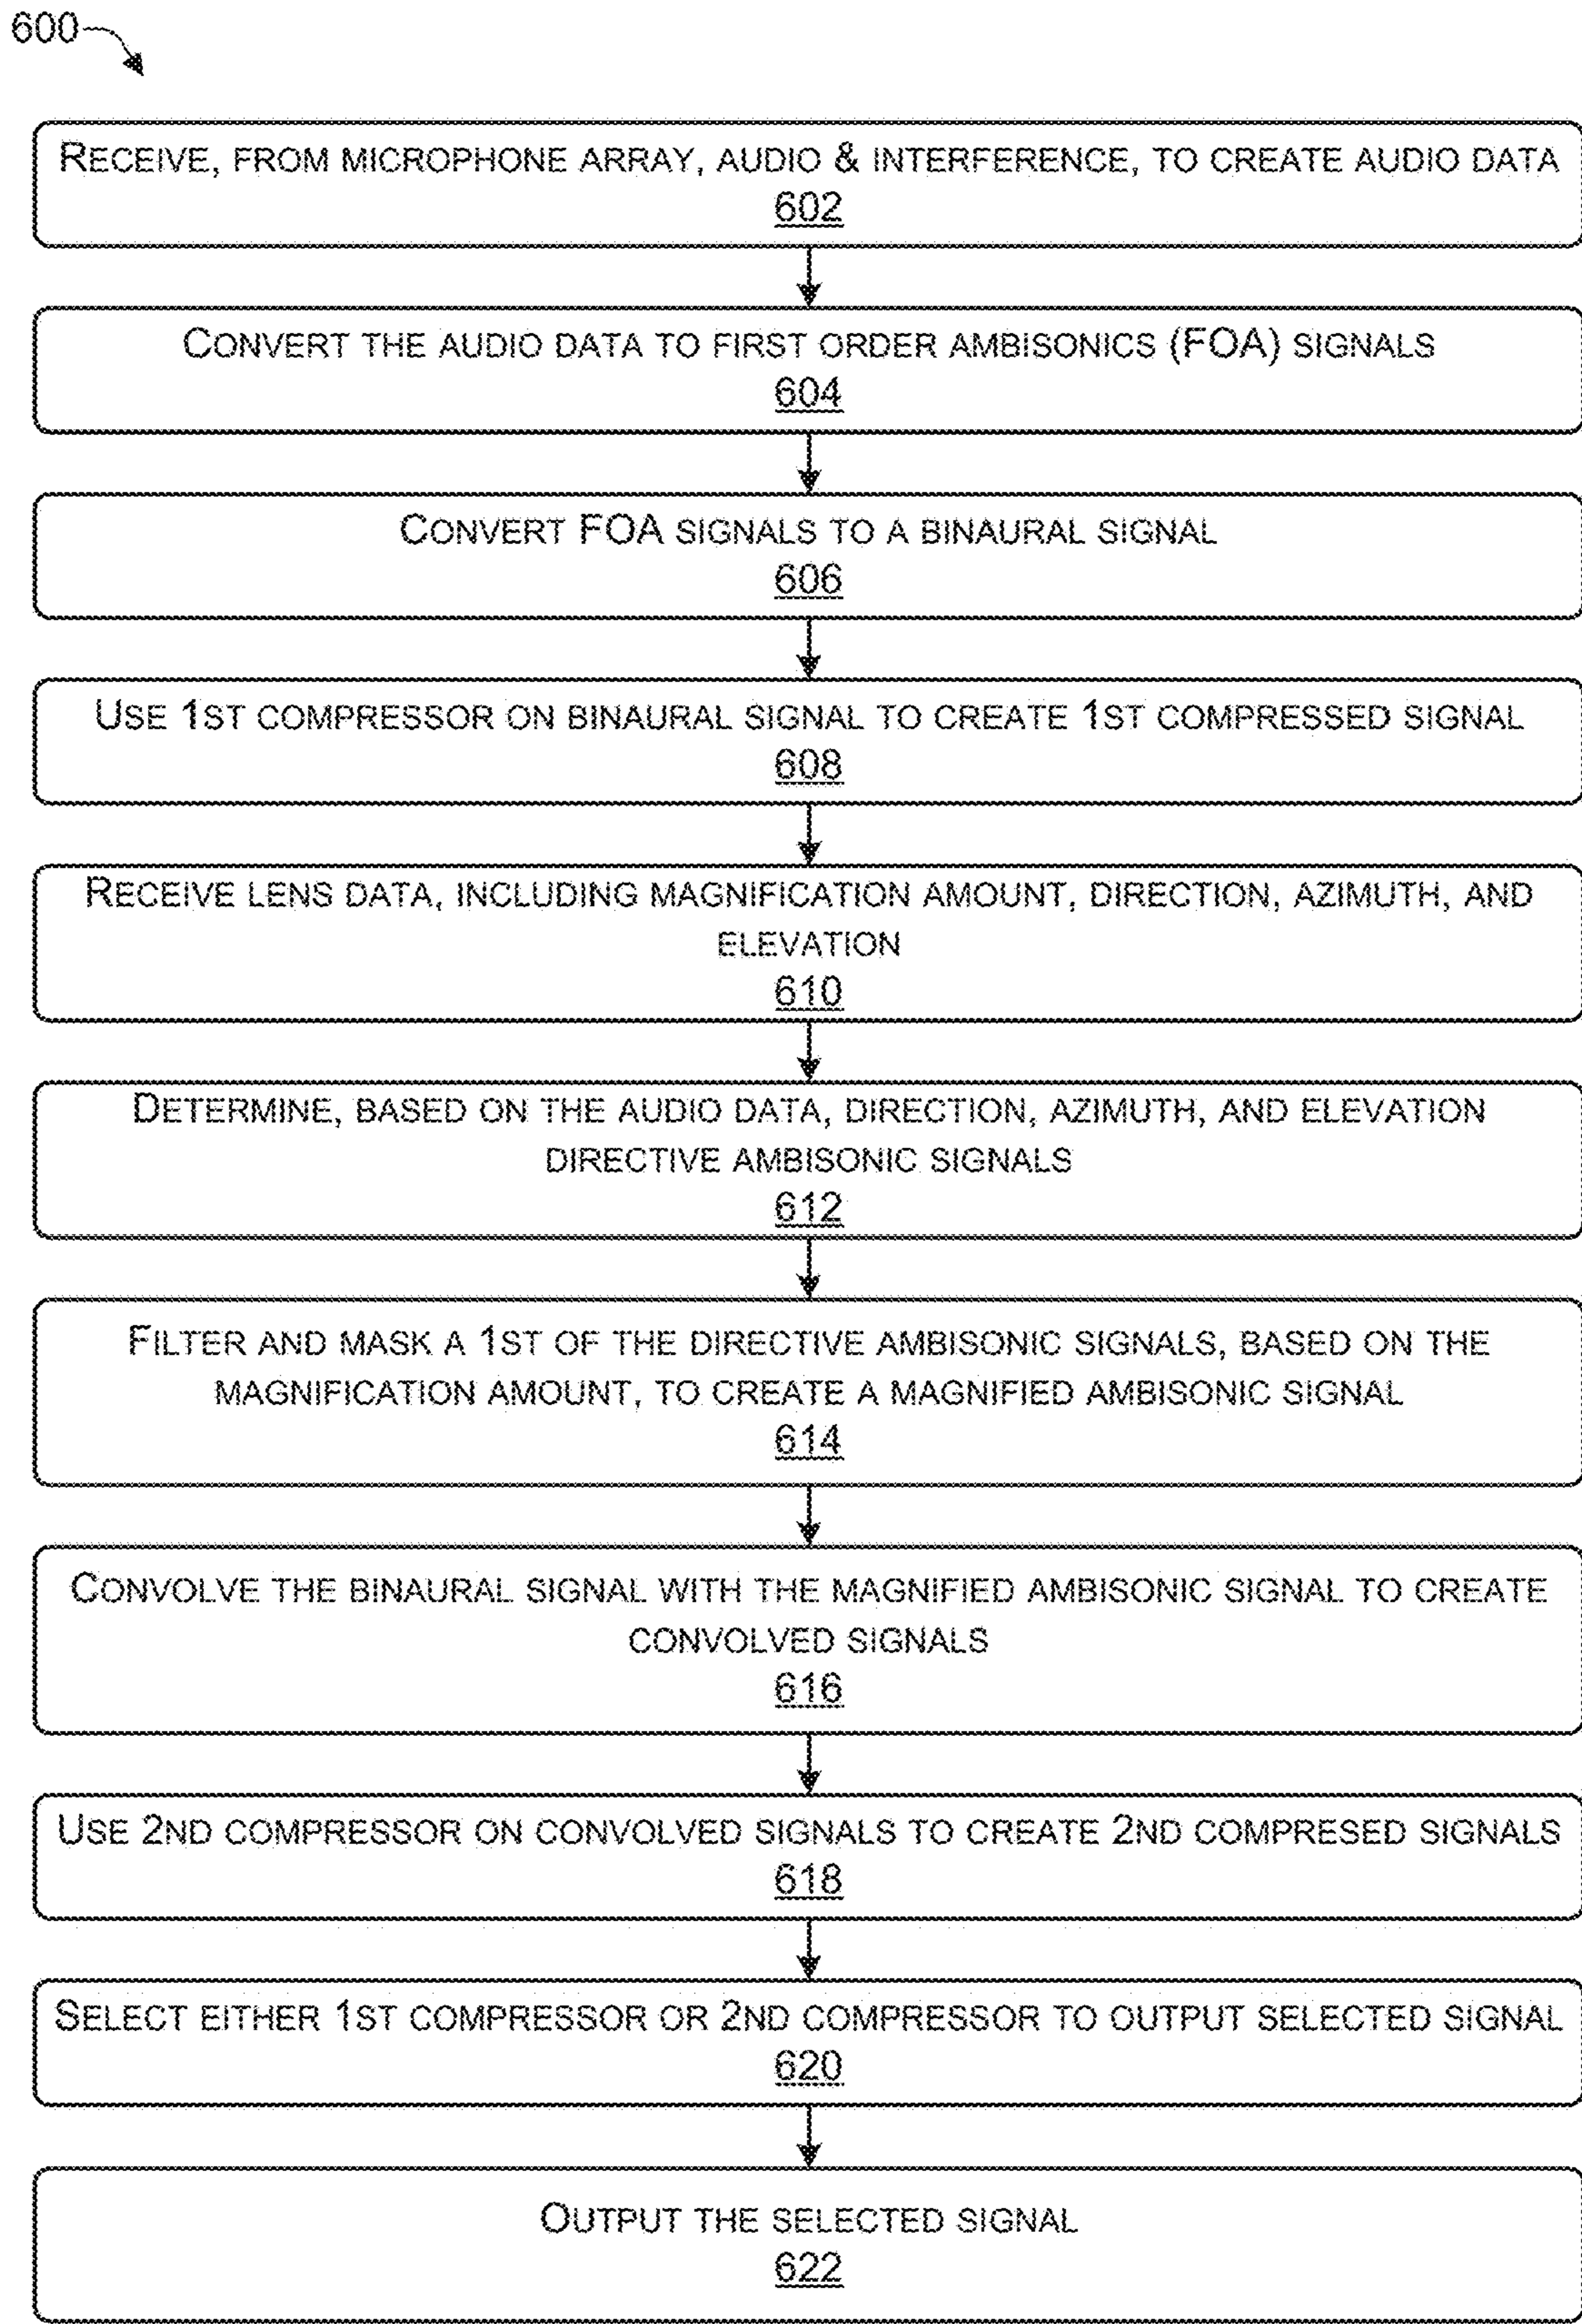 600
RECEIVE, FROM MICROPHONE ARRAY, AUDIO & INTERFERENCE, TO CREATE AUDIO DATA
602
CONVERT THE AUDIO DATA TO FIRST ORDER AMBISONICS (FOA) SIGNALS
604
CONVERT FOA SIGNALS TO A BINAURAL SIGNAL
606
USE 1ST COMPRESSOR ON BINAURAL SIGNAL TO CREATE 1ST COMPRESSED SIGNAL
608
RECEIVE LENS DATA, INCLUDING MAGNIFICATION AMOUNT, DIRECTION, AZIMUTH, AND
ELEVATION
610
DETERMINE, BASED ON THE AUDIO DATA, DIRECTION, AZIMUTH, AND ELEVATION
DIRECTIVE AMBISONIC SIGNALS
612
FILTER AND MASK A 1ST OF THE DIRECTIVE AMBISONIC SIGNALS, BASED ON THE
MAGNIFICATION AMOUNT, TO CREATE A MAGNIFIED AMBISONIC SIGNAL
614
CONVOLVE THE BINAURAL SIGNAL WITH THE MAGNIFIED AMBISONIC SIGNAL TO CREATE
CONVOLVED SIGNALS
616
USE 2ND COMPRESSOR ON CONVOLVED SIGNALS TO CREATE 2ND COMPRESED SIGNALS
618
SELECT EITHER 1ST COMPRESSOR OR 2ND COMPRESSOR TO OUTPUT SELECTED SIGNAL
620
OUTPUT THE SELECTED SIGNAL
622